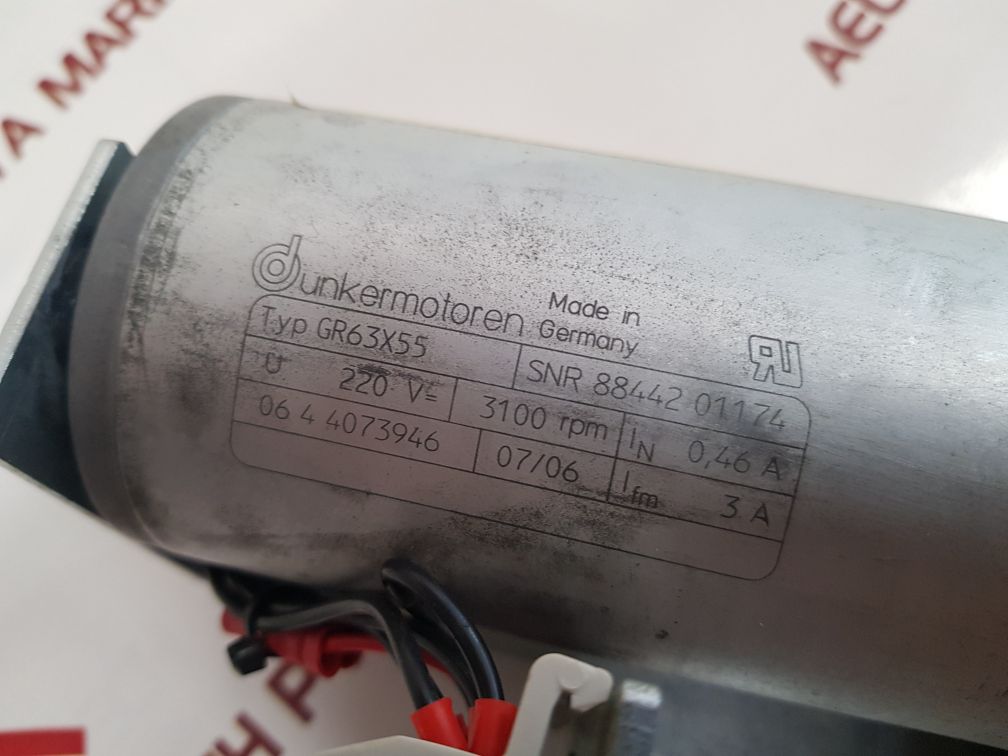 dunkermotoren Made in Germany
Typ GR63X55 SNR 88442 01174
U 220 V= 3100 rpm IN 0,46 A
06 4 4073946 07/06 Ifm 3 A